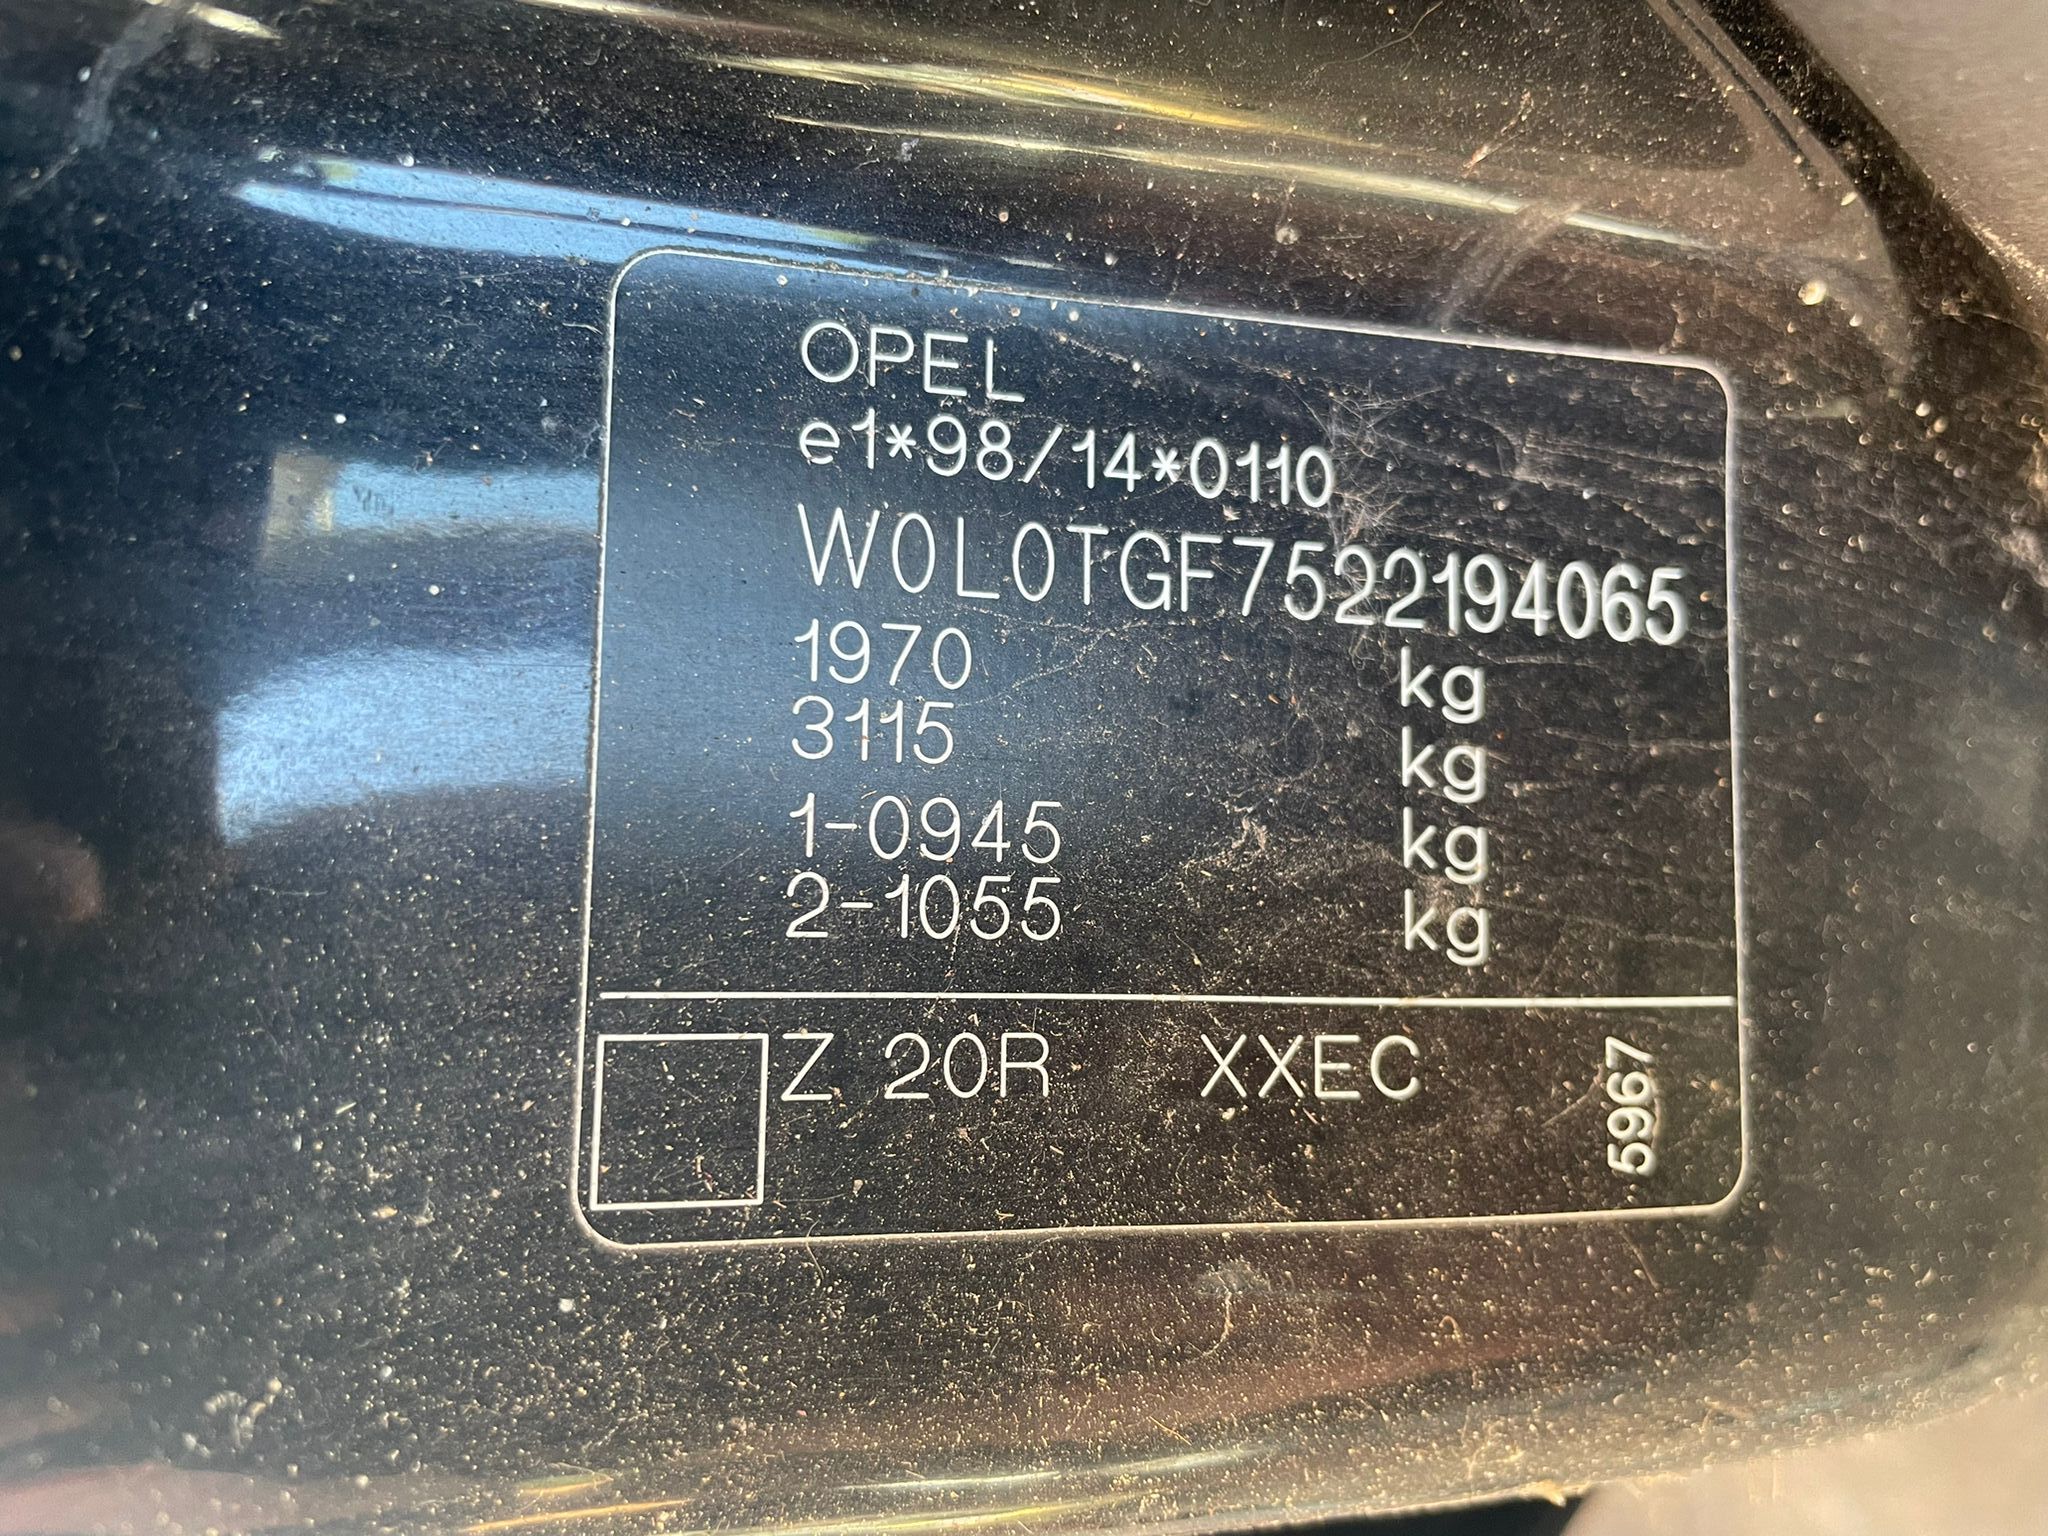 OPEL
e1*98/14*0110
W0L0TGF7522194065
1970 kg
3115 kg
1-0945 kg
2-1055 kg
Z 20R XXEC
5967